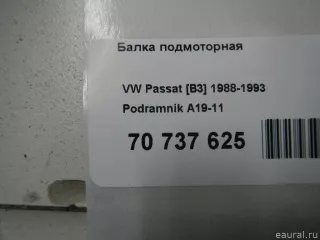 Балка подмоторная
VW Passat [B3] 1988-1993
Podramnik A19-11
70 737 625
eaural.ru